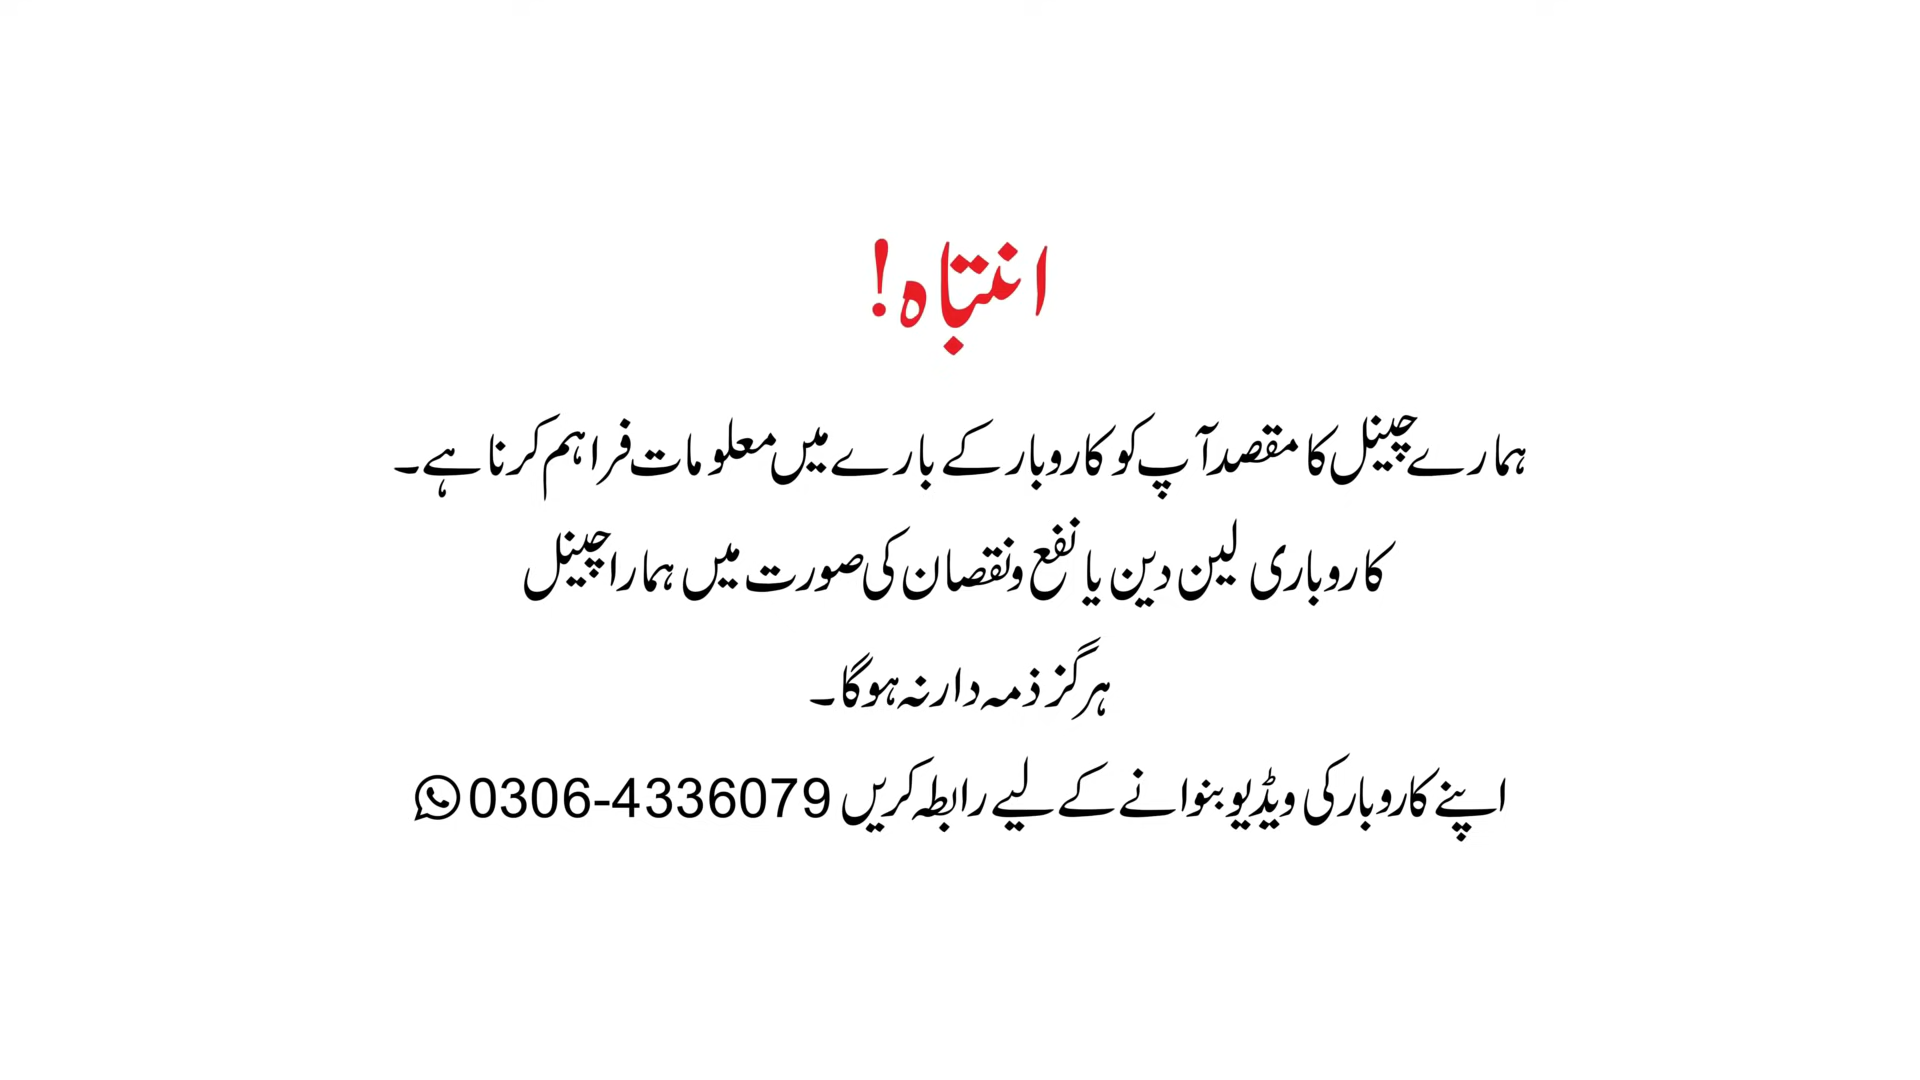 انتباہ!
ہمارے چینل کا مقصد آپ کو کاروبار کے بارے میں معلومات فراہم کرنا ہے۔
کاروباری لین دین یا نفع و نقصان کی صورت میں ہمارا چینل
ہرگز ذمہ دار نہ ہوگا۔
اپنے کاروبار کی ویڈیو بنوانے کے لیے رابطہ کریں 0306-4336079